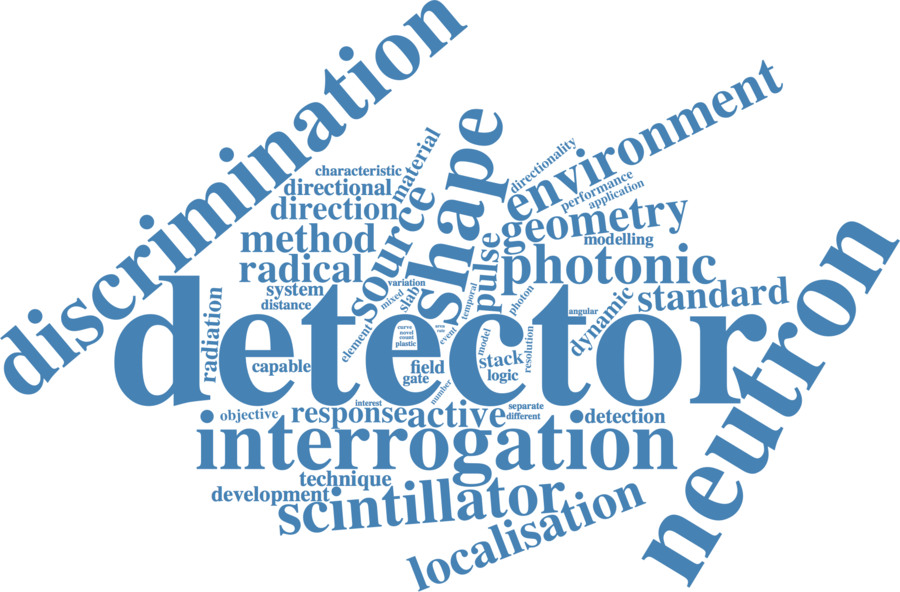 discrimination
shape
environment
directionality
material
characteristic
performance
application
directional
source
direction
geometry
modelling
method
pulse
photonic
radical
neutron
variation
system
mixed
slab
temporal
photon
standard
distance
detector
angular
dynamic
radiation
element
curve
novel
count
plastic
area
rate
event
model
resolution
stack
capable
field
gate
logic
number
interest
objective
response
active
separate
different
detection
interrogation
technique
development
scintillator
localisation